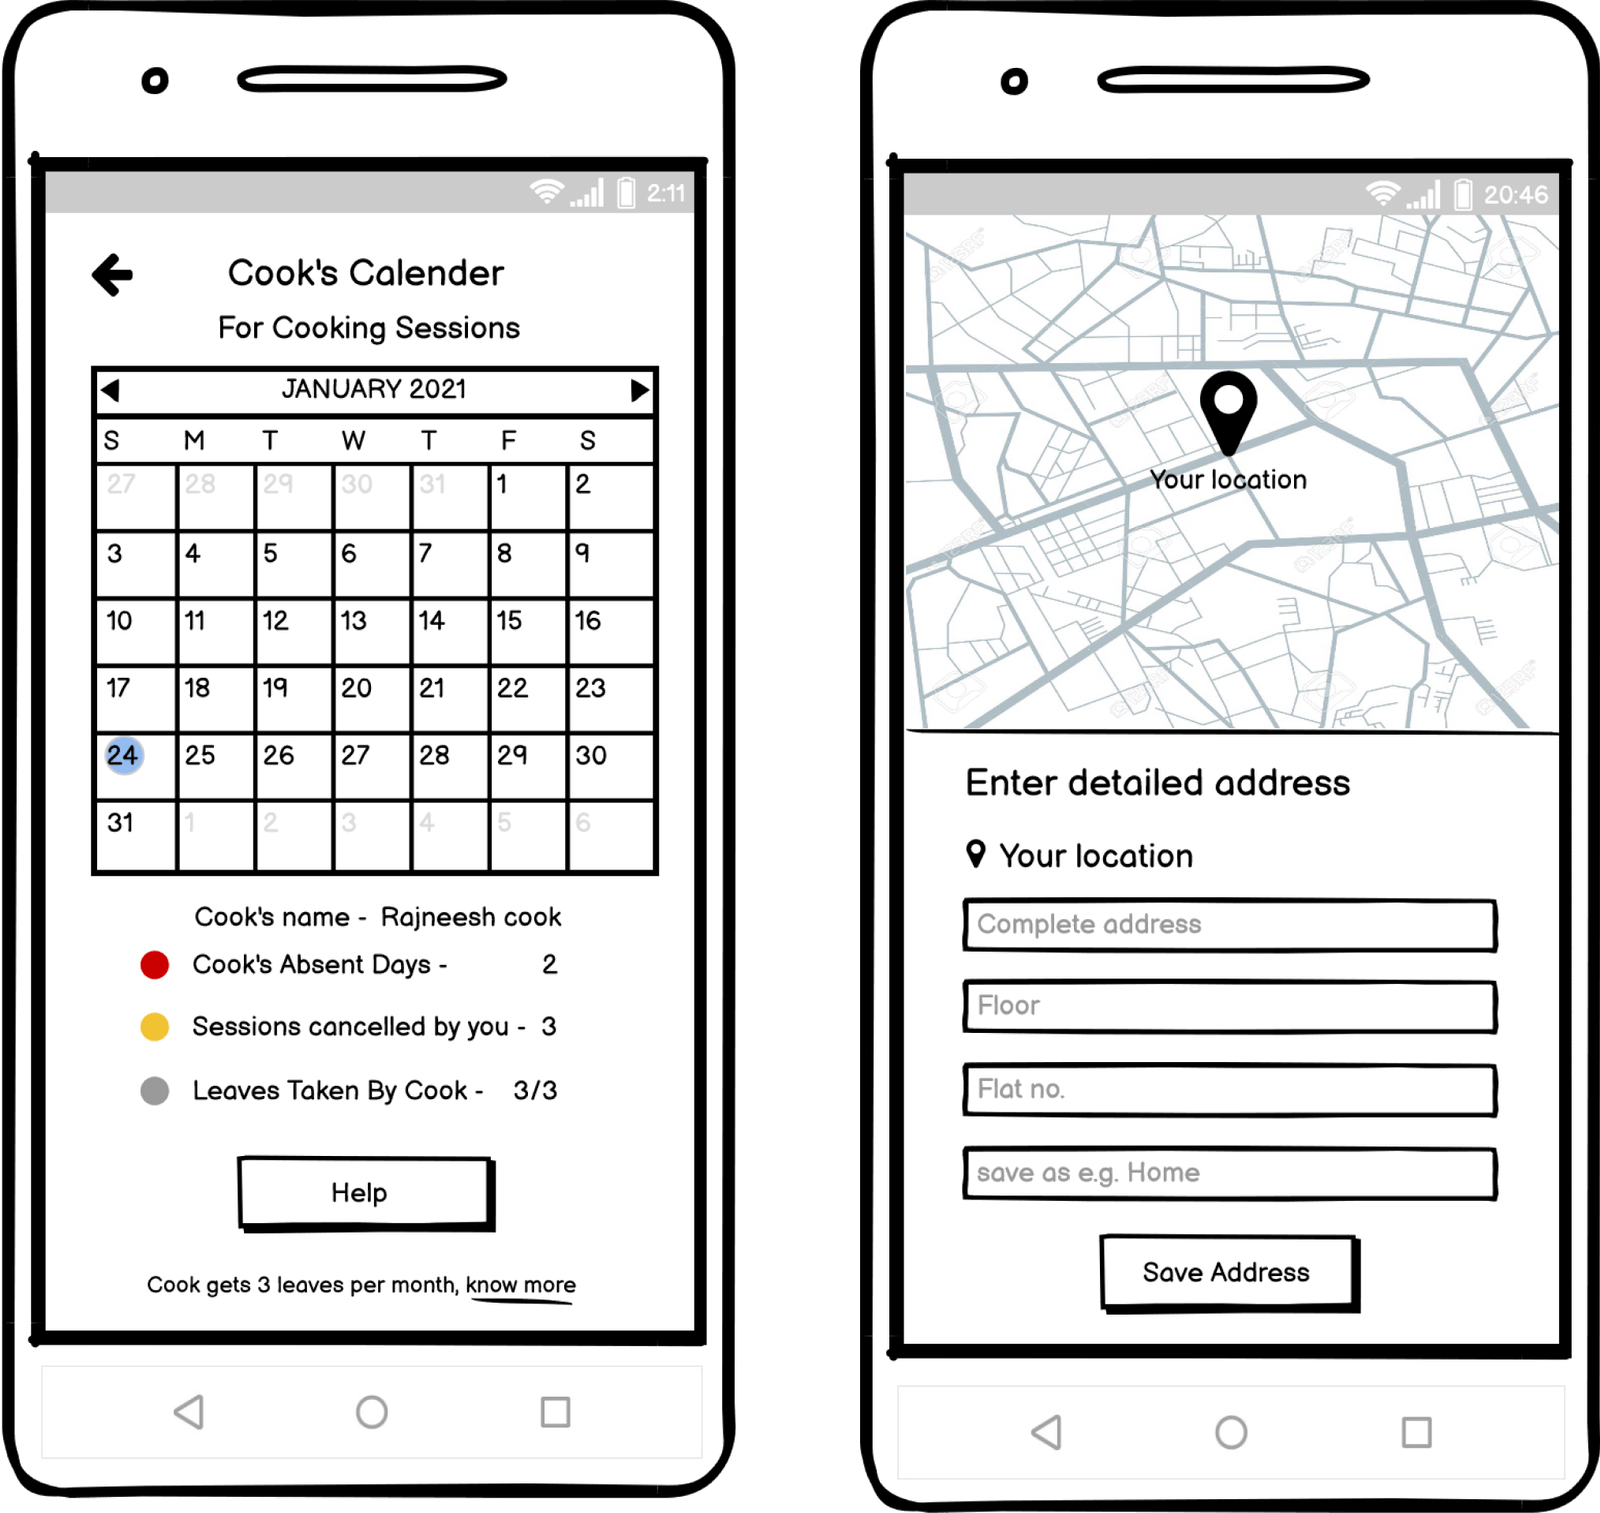 2:11
Cook's Calender
For Cooking Sessions
JANUARY 2021
S M T W T F S
27 28 29 30 31 1 2
3 4 5 6 7 8 9
10 11 12 13 14 15 16
17 18 19 20 21 22 23
24 25 26 27 28 29 30
31 1 2 3 4 5 6
Cook's name - Rajneesh cook
Cook's Absent Days - 2
Sessions cancelled by you - 3
Leaves Taken By Cook - 3/3
Help
Cook gets 3 leaves per month, know more
20:46
Your location
Enter detailed address
Your location
Complete address
Floor
Flat no.
save as e.g. Home
Save Address